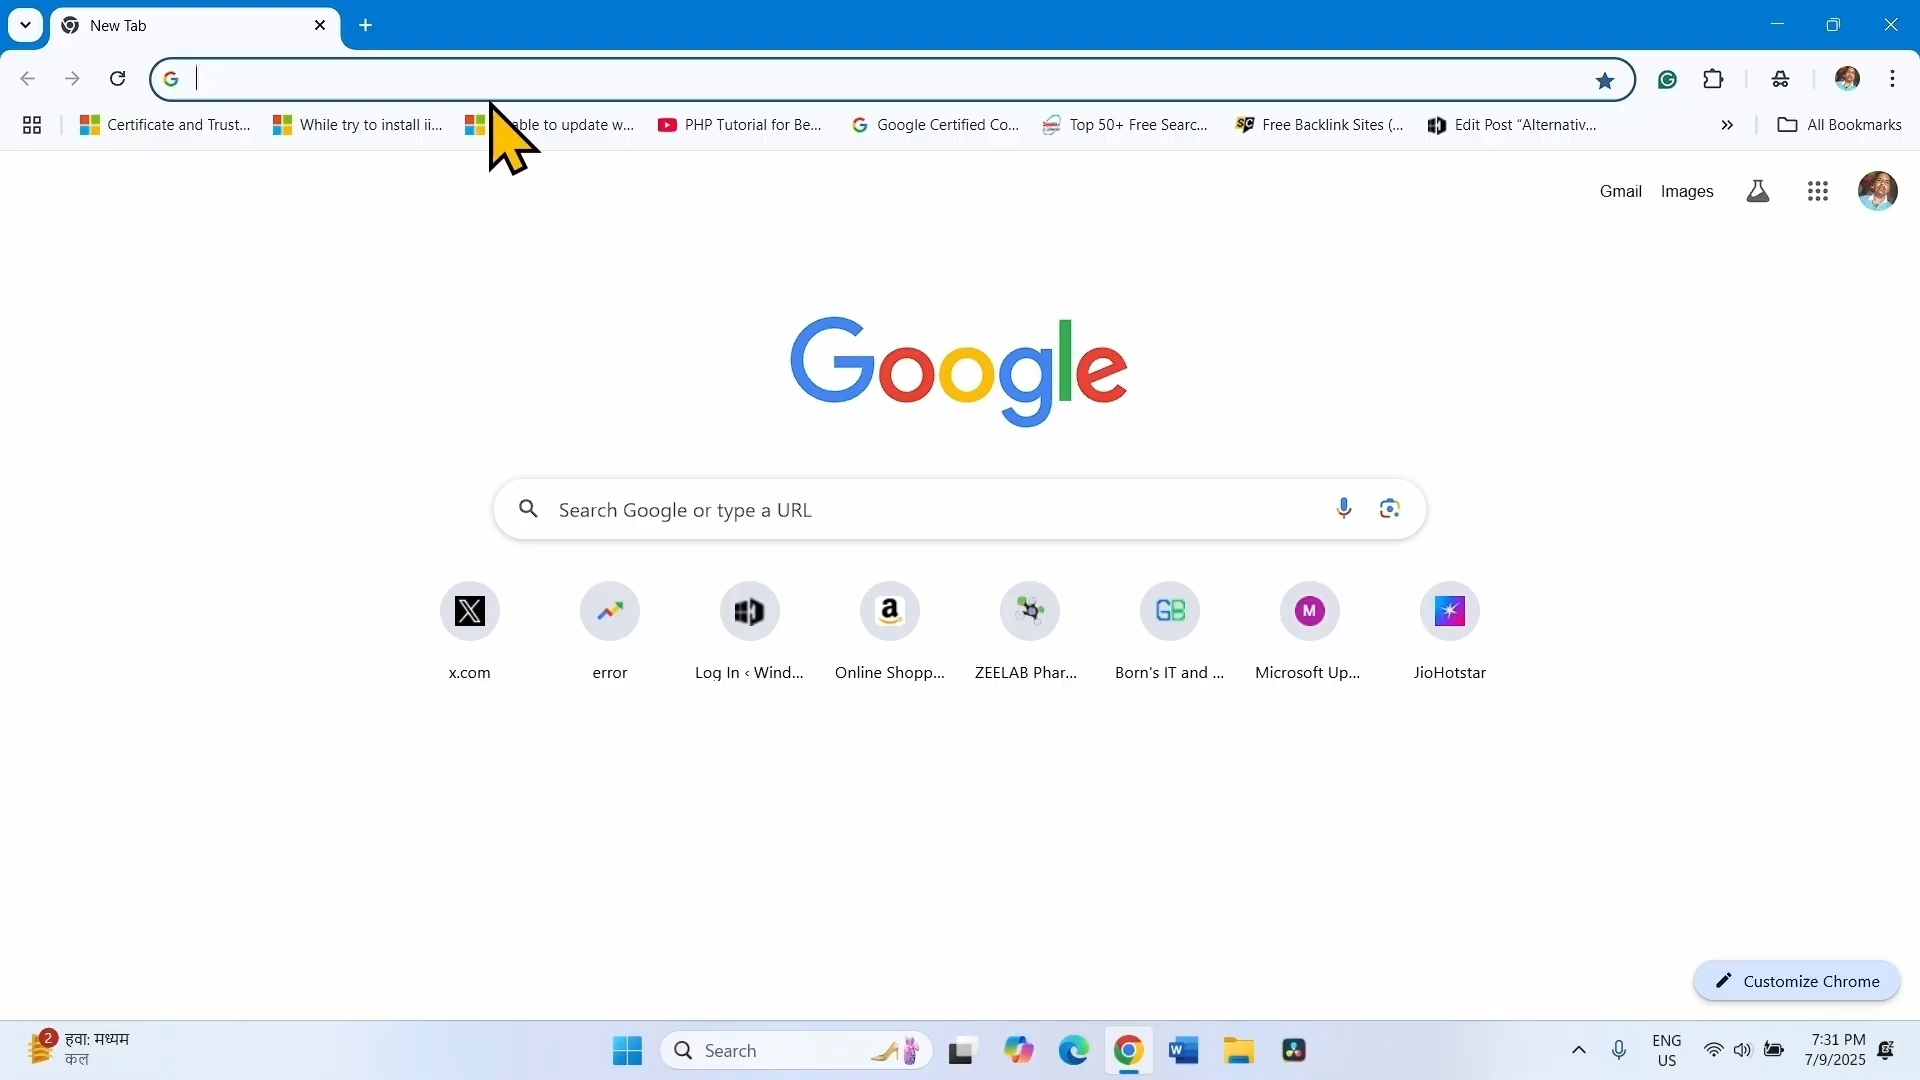 New Tab
Certificate and Trust...
While try to install ii...
able to update w...
PHP Tutorial for Be...
Google Certified Co...
Top 50+ Free Searc...
Free Backlink Sites (...
Edit Post “Alternativ...
All Bookmarks
Gmail
Images
Google
Search Google or type a URL
x.com
error
Log In ‹ Wind...
Online Shopp...
ZEELAB Phar...
Born's IT and ...
Microsoft Up...
JioHotstar
Customize Chrome
2
हवा: मध्यम
कल
Search
ENG
US
7:31 PM
7/9/2025